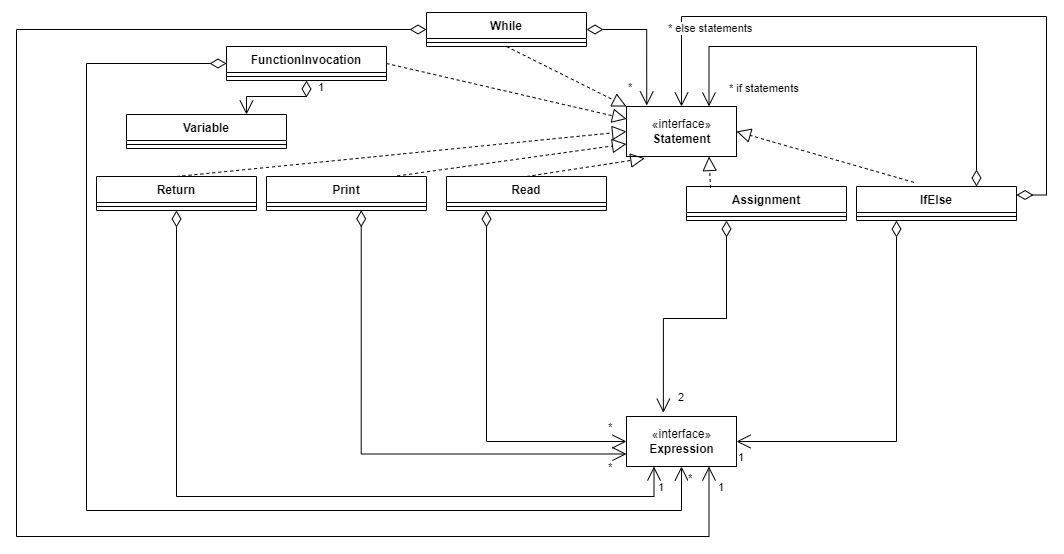 While
* else statements
FunctionInvocation
1
*
* if statements
Variable
«interface»
Statement
Return
Print
Read
Assignment
IfElse
2
*
«interface»
Expression
1
*
1
*
1